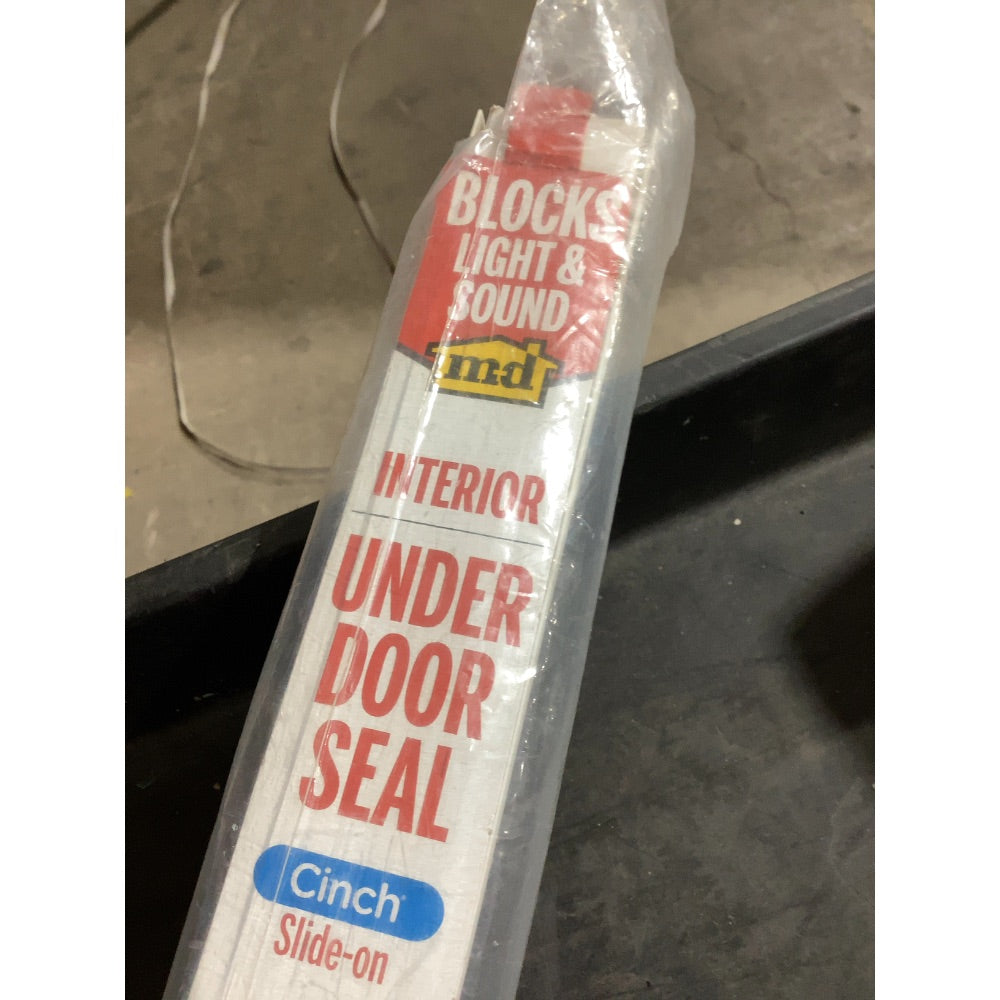 BLOCKS
LIGHT &
SOUND
m-d
INTERIOR
UNDER
DOOR
SEAL
Cinch®
Slide-on